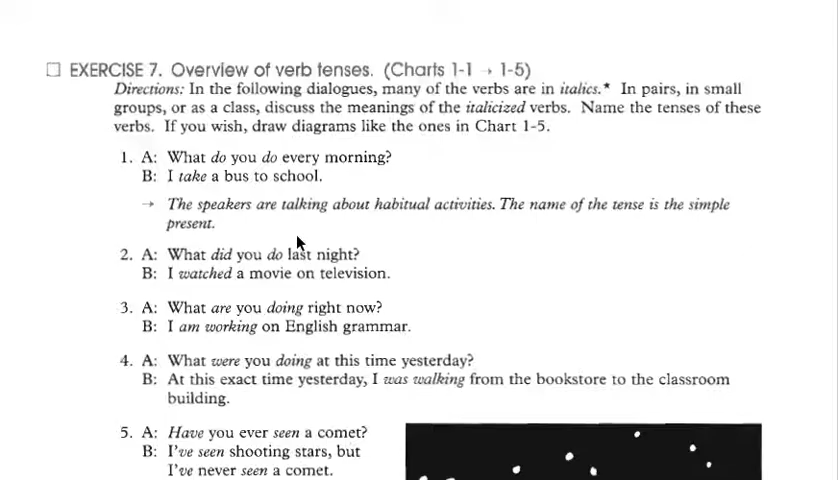 ☐ EXERCISE 7. Overview of verb tenses. (Charts 1-1 → 1-5)
Directions: In the following dialogues, many of the verbs are in italics.* In pairs, in small
groups, or as a class, discuss the meanings of the italicized verbs. Name the tenses of these
verbs. If you wish, draw diagrams like the ones in Chart 1-5.
1. A: What do you do every morning?
B: I take a bus to school.
→ The speakers are talking about habitual activities. The name of the tense is the simple
present.
2. A: What did you do last night?
B: I watched a movie on television.
3. A: What are you doing right now?
B: I am working on English grammar.
4. A: What were you doing at this time yesterday?
B: At this exact time yesterday, I was walking from the bookstore to the classroom
building.
5. A: Have you ever seen a comet?
B: I've seen shooting stars, but
I've never seen a comet.